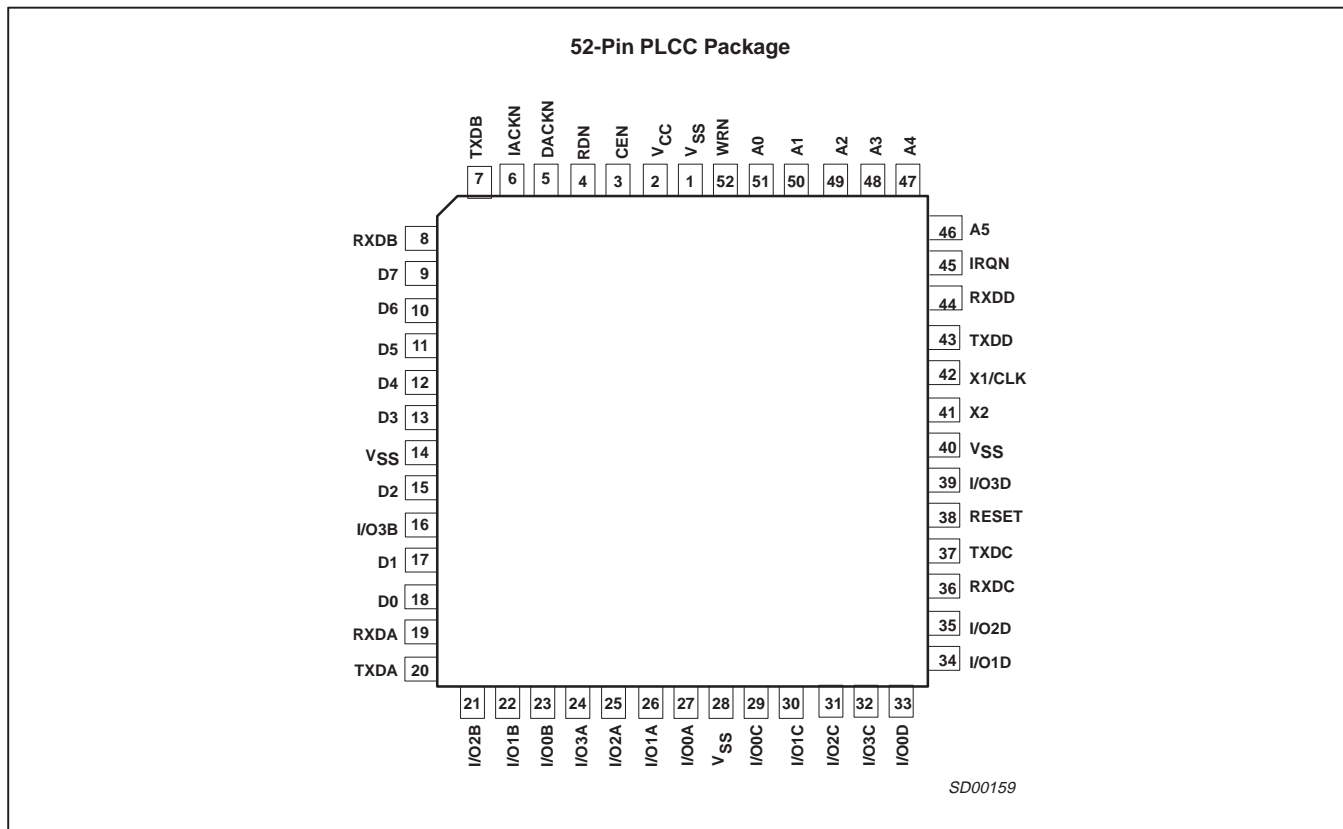 52-Pin PLCC Package
TXDB IACKN DACKN RDN CEN VCC VSS WRN A0 A1 A2 A3 A4
7 6 5 4 3 2 1 52 51 50 49 48 47
RXDB 8
D7 9
D6 10
D5 11
D4 12
D3 13
VSS 14
D2 15
I/O3B 16
D1 17
D0 18
RXDA 19
TXDA 20
46 A5
45 IRQN
44 RXDD
43 TXDD
42 X1/CLK
41 X2
40 VSS
39 I/O3D
38 RESET
37 TXDC
36 RXDC
35 I/O2D
34 I/O1D
21 22 23 24 25 26 27 28 29 30 31 32 33
I/O2B I/O1B I/O0B I/O3A I/O2A I/O1A I/O0A VSS I/O0C I/O1C I/O2C I/O3C I/O0D
SD00159